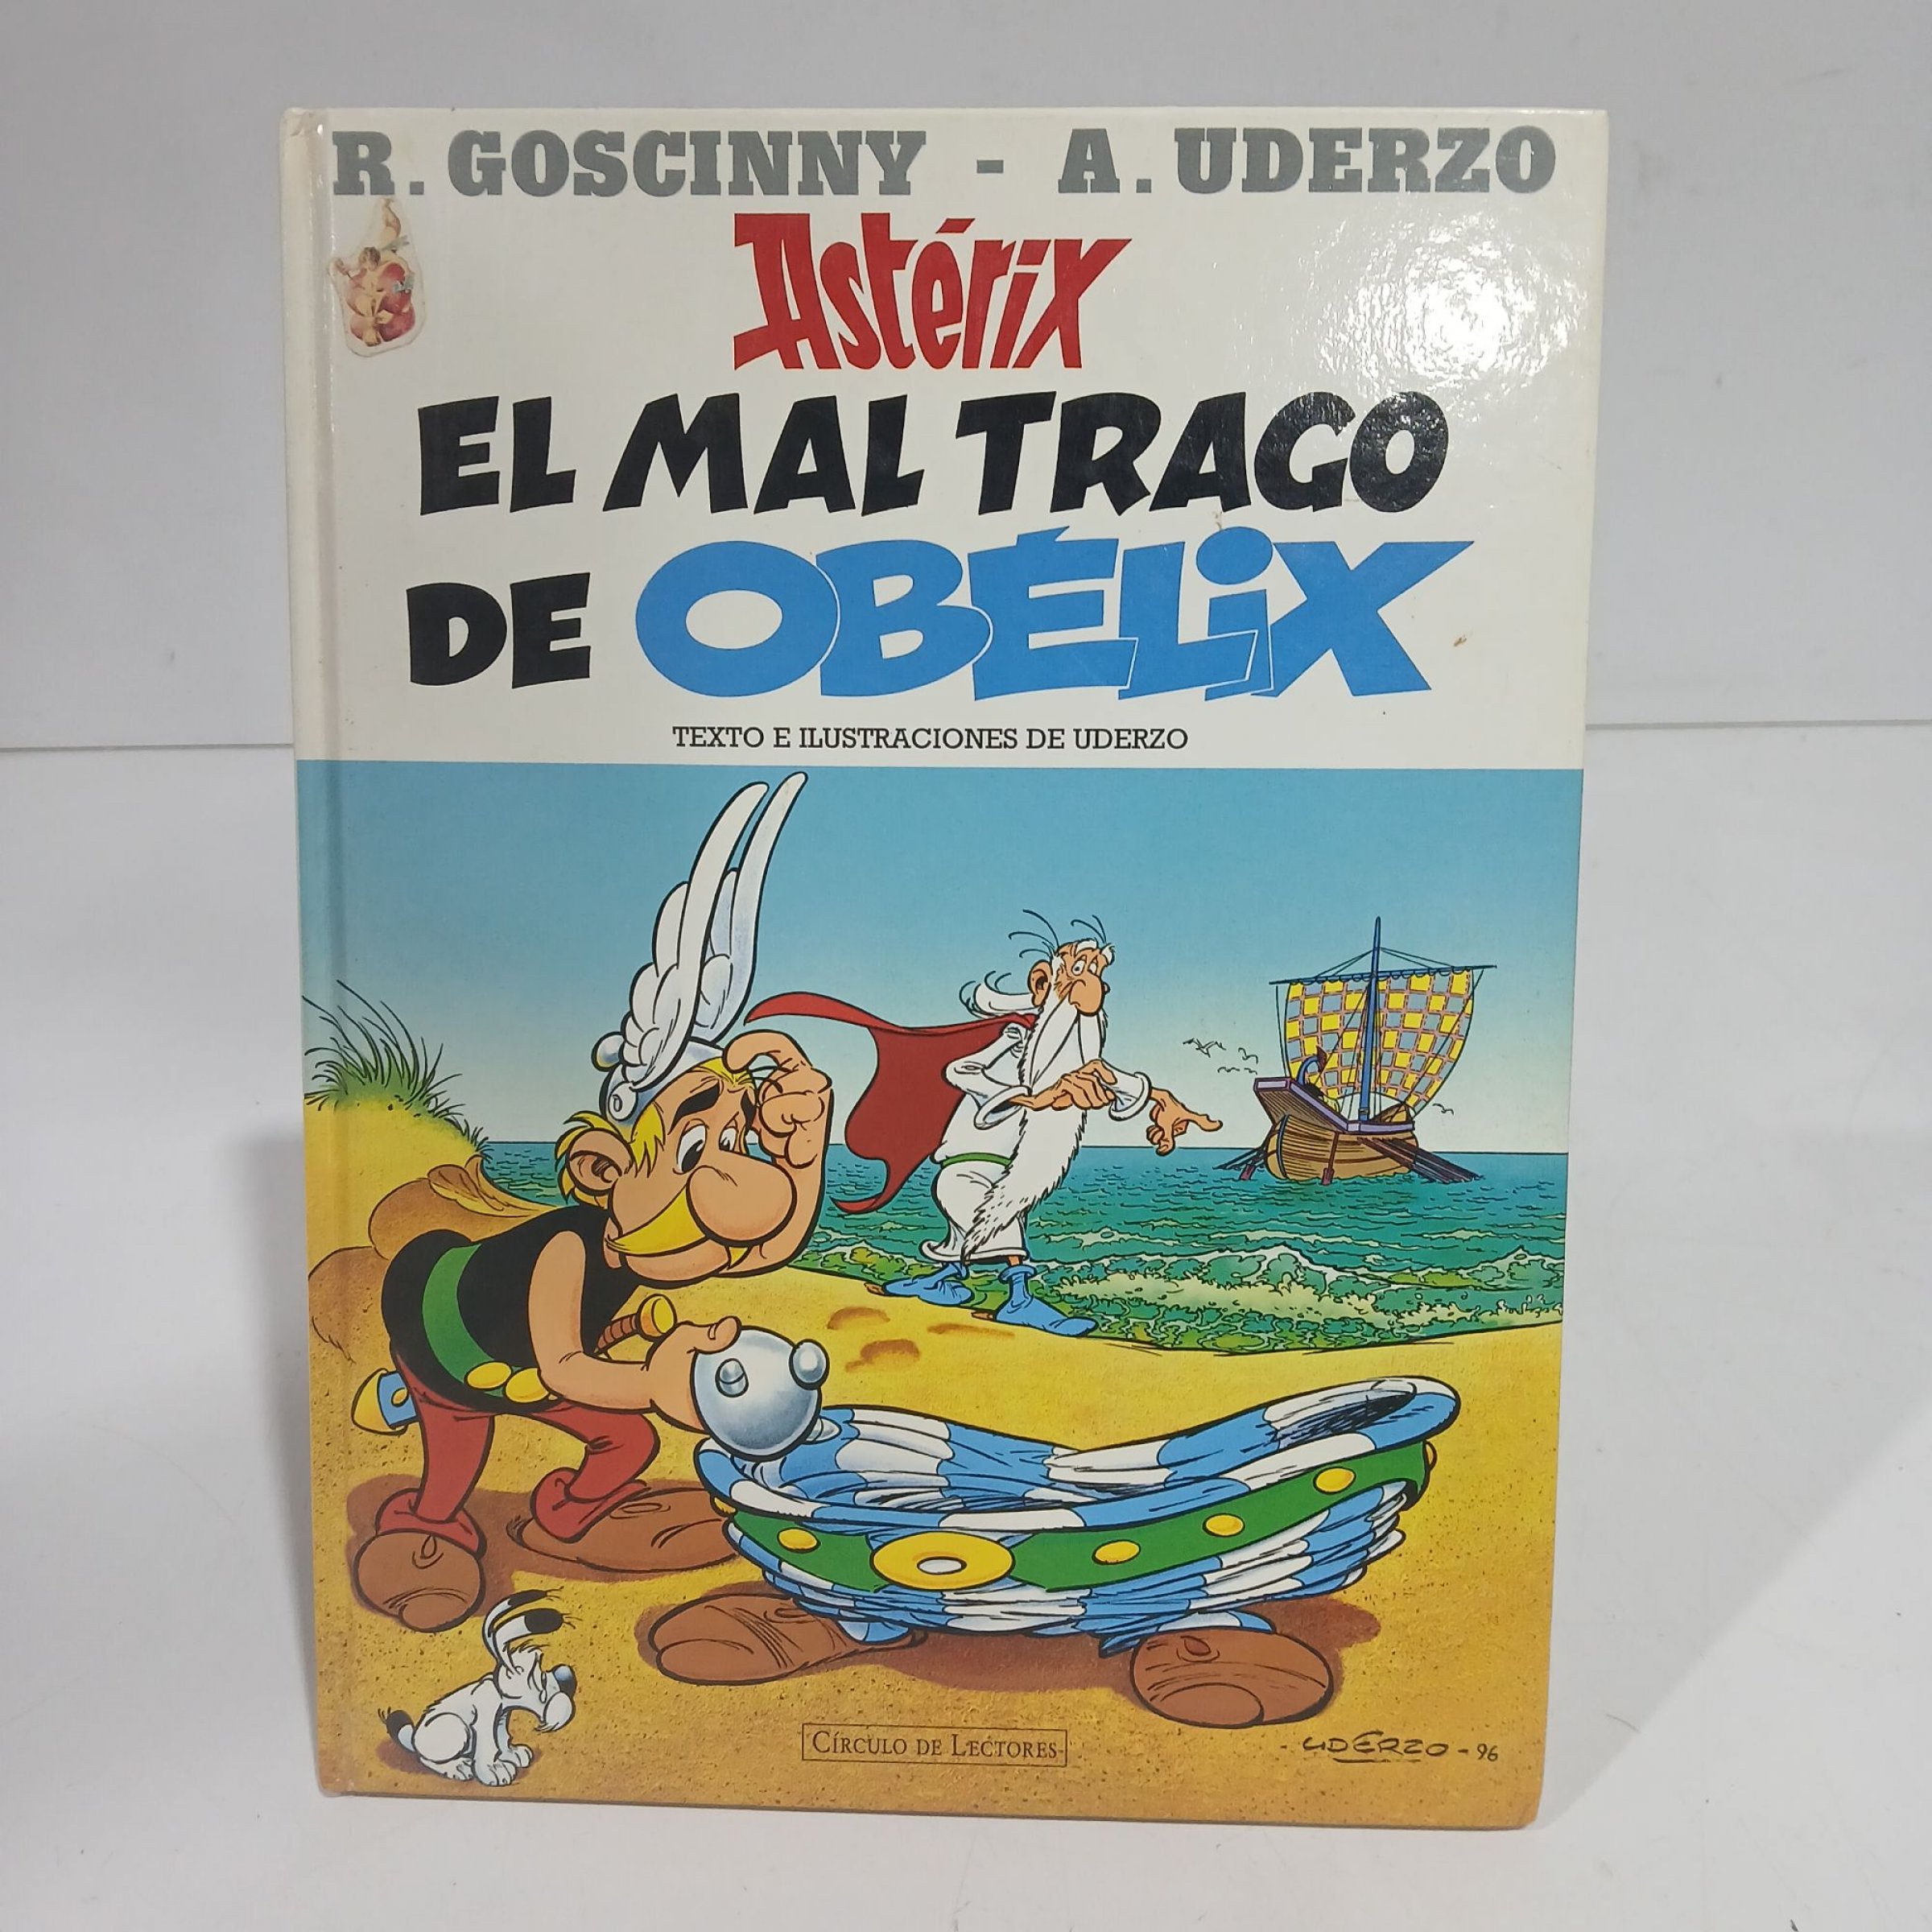 R. GOSCINNY - A. UDERZO
Astérix
EL MAL TRAGO
DE OBÉLIX
TEXTO E ILUSTRACIONES DE UDERZO
CÍRCULO DE LECTORES
UDERZO - 96